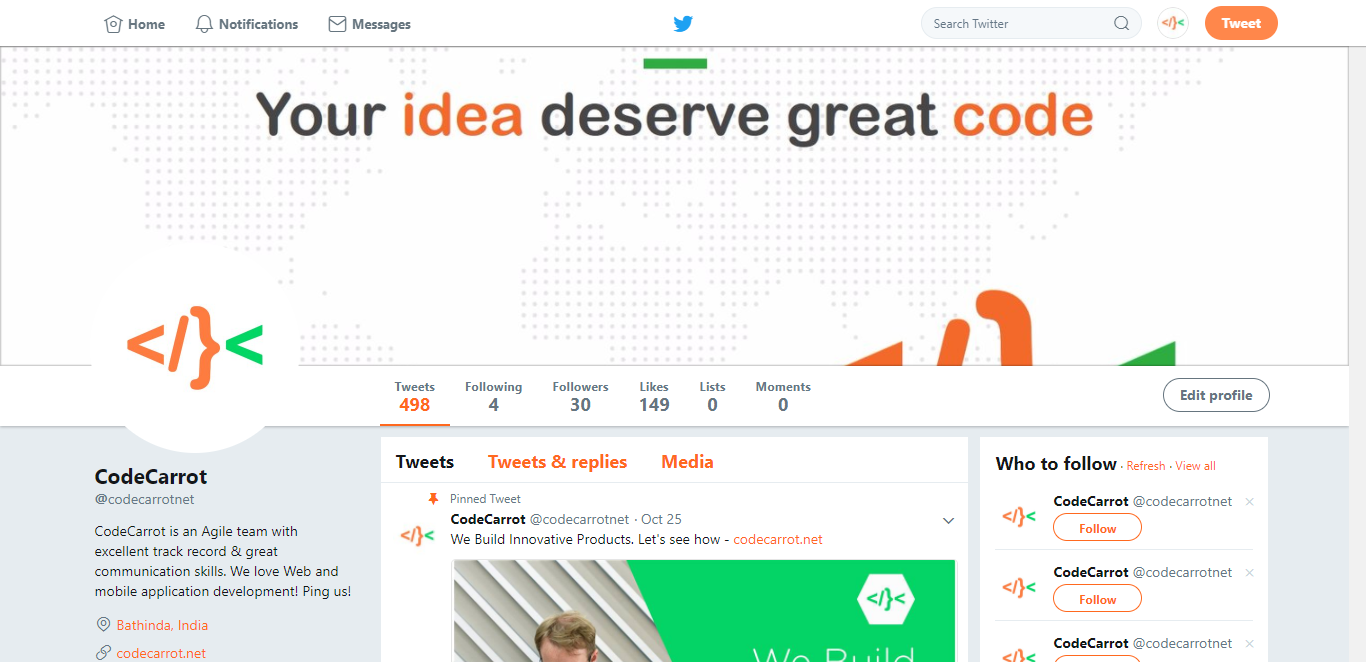 Home
Notifications
Messages
Search Twitter
</}<
Tweet
Your idea deserve great code
</}<
Tweets
498
Following
4
Followers
30
Likes
149
Lists
0
Moments
0
Edit profile
CodeCarrot
@codecarrotnet
CodeCarrot is an Agile team with
excellent track record & great
communication skills. We love Web and
mobile application development! Ping us!
Bathinda, India
codecarrot.net
Tweets Tweets & replies Media
Pinned Tweet
</}<
CodeCarrot @codecarrotnet · Oct 25
We Build Innovative Products. Let's see how - codecarrot.net
</}<
We Build
Who to follow · Refresh · View all
</}<
CodeCarrot @codecarrotnet
Follow
</}<
CodeCarrot @codecarrotnet
Follow
</}<
CodeCarrot @codecarrotnet